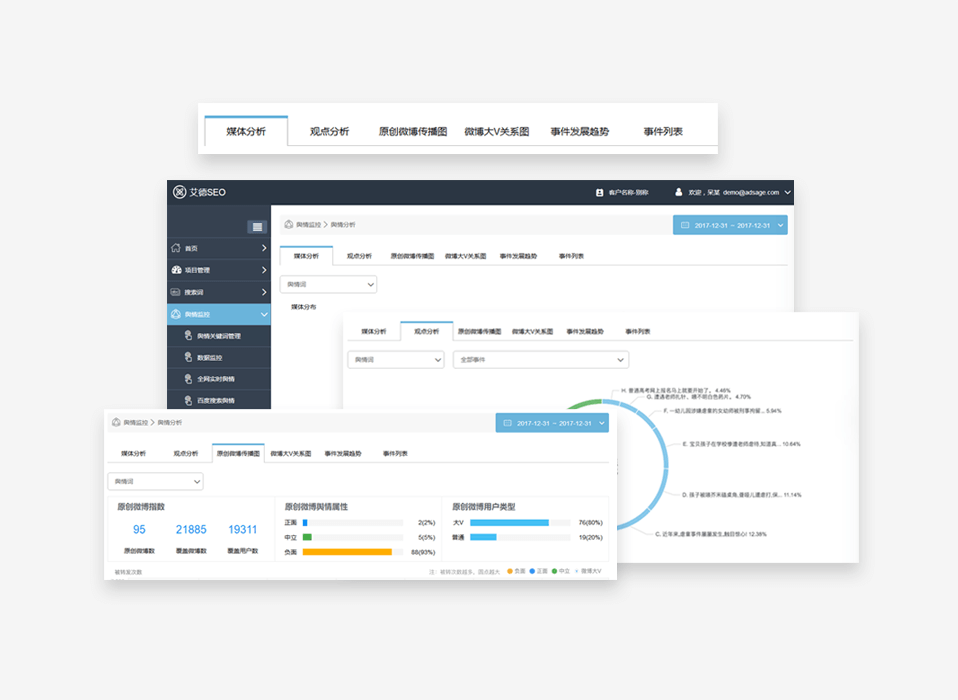 媒体分析 观点分析 原创微博传播图 微博大V关系图 事件发展趋势 事件列表
艾德SEO 客户名称-别称 欢迎，呆某 demo@adsage.com
舆情监控 > 舆情分析 2017-12-31 ~ 2017-12-31
首页
项目管理
搜索词
舆情监控
舆情关键词管理
数据监控
全网实时舆情
百度搜索舆情
媒体分析 观点分析 原创微博传播图 微博大V关系图 事件发展趋势 事件列表
舆情词
媒体分布
媒体分析 观点分析 原创微博传播图 微博大V关系图 事件发展趋势 事件列表
舆情词 全部事件
H. 普通高考网上报名马上就要开始了。 4.46%
G. 遭遇老师扎针、喂不明白色药片。 4.70%
F. 一幼儿园涉嫌虐童的女幼师被刑事拘留... 5.94%
E. 宝贝孩子在学校惨遭老师虐待,知道真... 10.64%
D. 孩子被踹齐末磕桌角,普禧儿遭虐打,保... 11.14%
C. 近年来,虐童事件屡屡发生,触目惊心! 12.38%
舆情监控 > 舆情分析 2017-12-31 ~ 2017-12-31
媒体分析 观点分析 原创微博传播图 微博大V关系图 事件发展趋势 事件列表
舆情词
原创微博指数
95 21885 19311
原创微博数 覆盖微博数 覆盖用户数
原创微博舆情属性
正面 2(2%)
中立 5(5%)
负面 88(93%)
原创微博用户类型
大V 76(80%)
普通 19(20%)
被转发次数
注: 被转次数越多，圆点越大 负面 正面 中立 微博大V